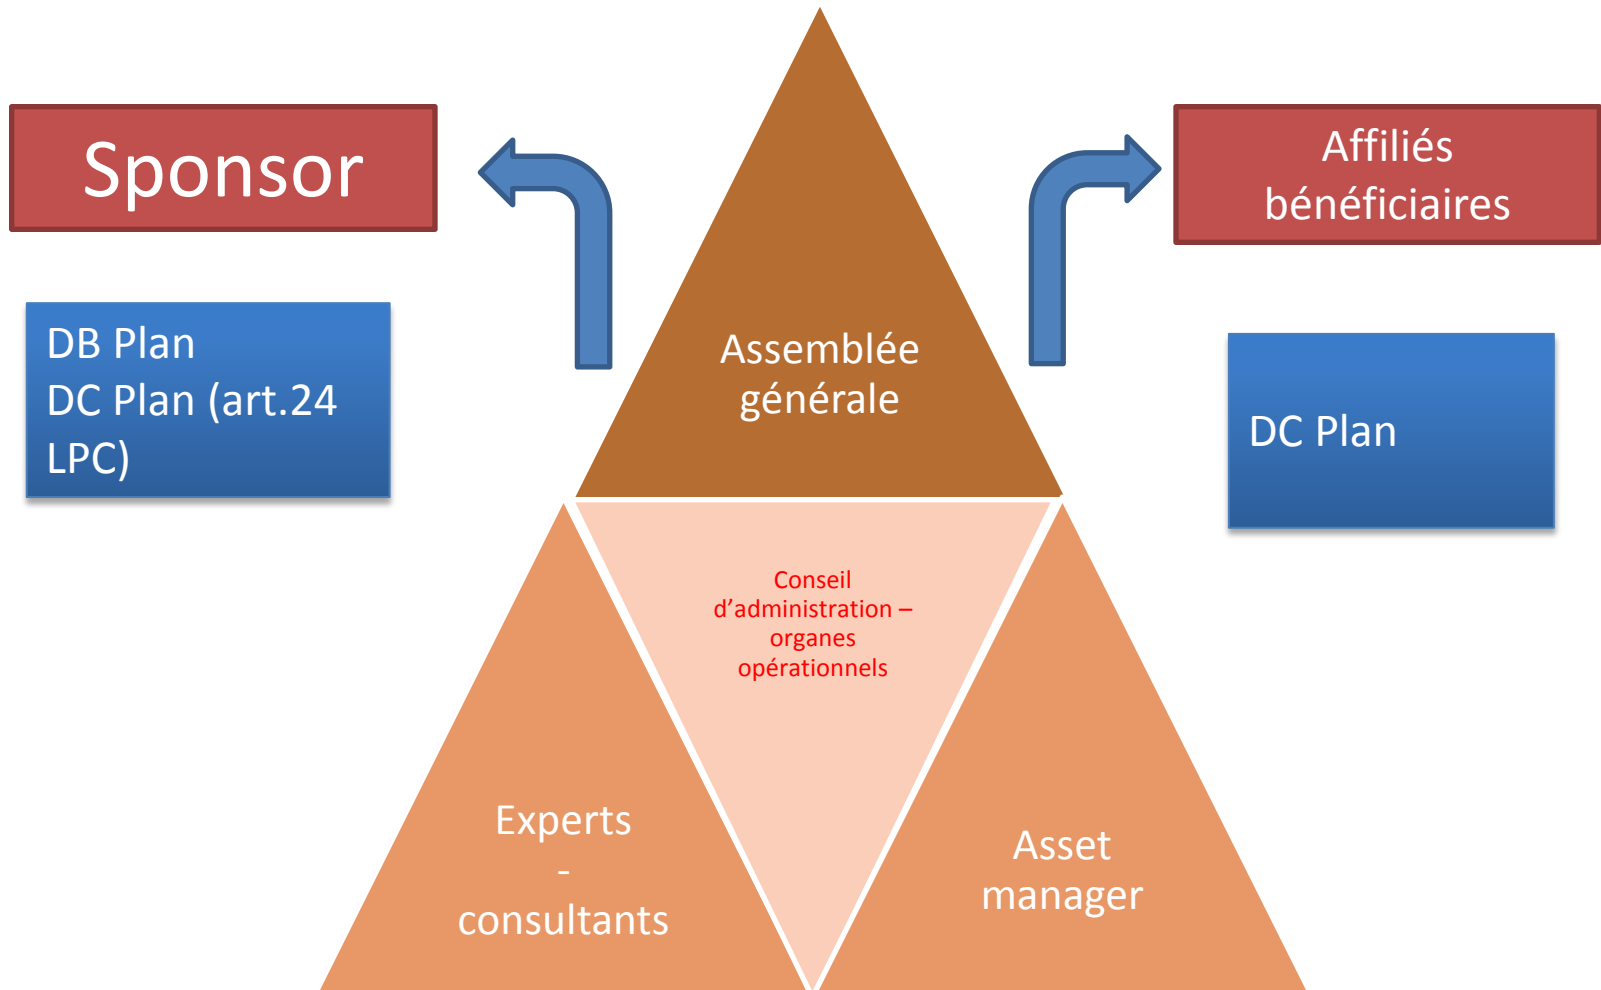 Sponsor
Affiliés
bénéficiaires
DB Plan
DC Plan (art.24
LPC)
Assemblée
générale
DC Plan
Conseil
d’administration –
organes
opérationnels
Experts
-
consultants
Asset
manager